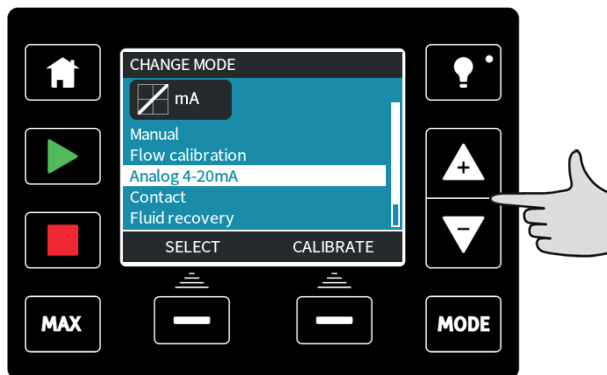 CHANGE MODE
mA
Manual
Flow calibration
Analog 4-20mA
Contact
Fluid recovery
SELECT CALIBRATE
+
-
MAX
MODE